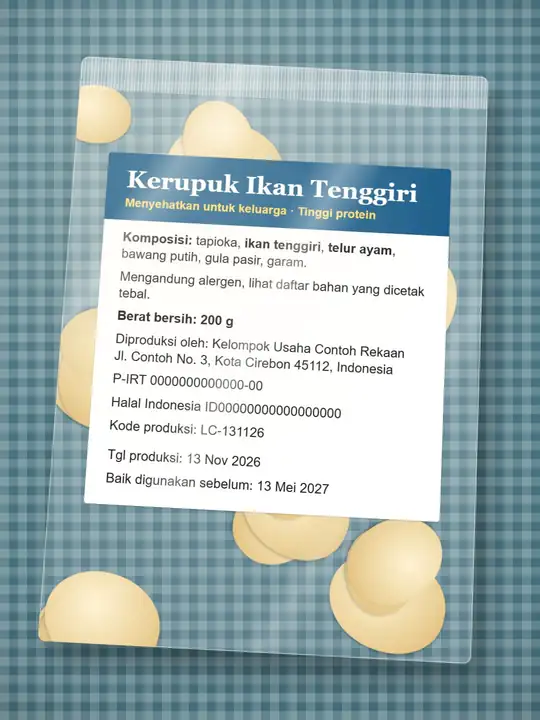 Kerupuk Ikan Tenggiri
Menyehatkan untuk keluarga · Tinggi protein
Komposisi: tapioka, ikan tenggiri, telur ayam,
bawang putih, gula pasir, garam.
Mengandung alergen, lihat daftar bahan yang dicetak
tebal.
Berat bersih: 200 g
Diproduksi oleh: Kelompok Usaha Contoh Rekaan
Jl. Contoh No. 3, Kota Cirebon 45112, Indonesia
P-IRT 0000000000000-00
Halal Indonesia ID00000000000000000
Kode produksi: LC-131126
Tgl produksi: 13 Nov 2026
Baik digunakan sebelum: 13 Mei 2027